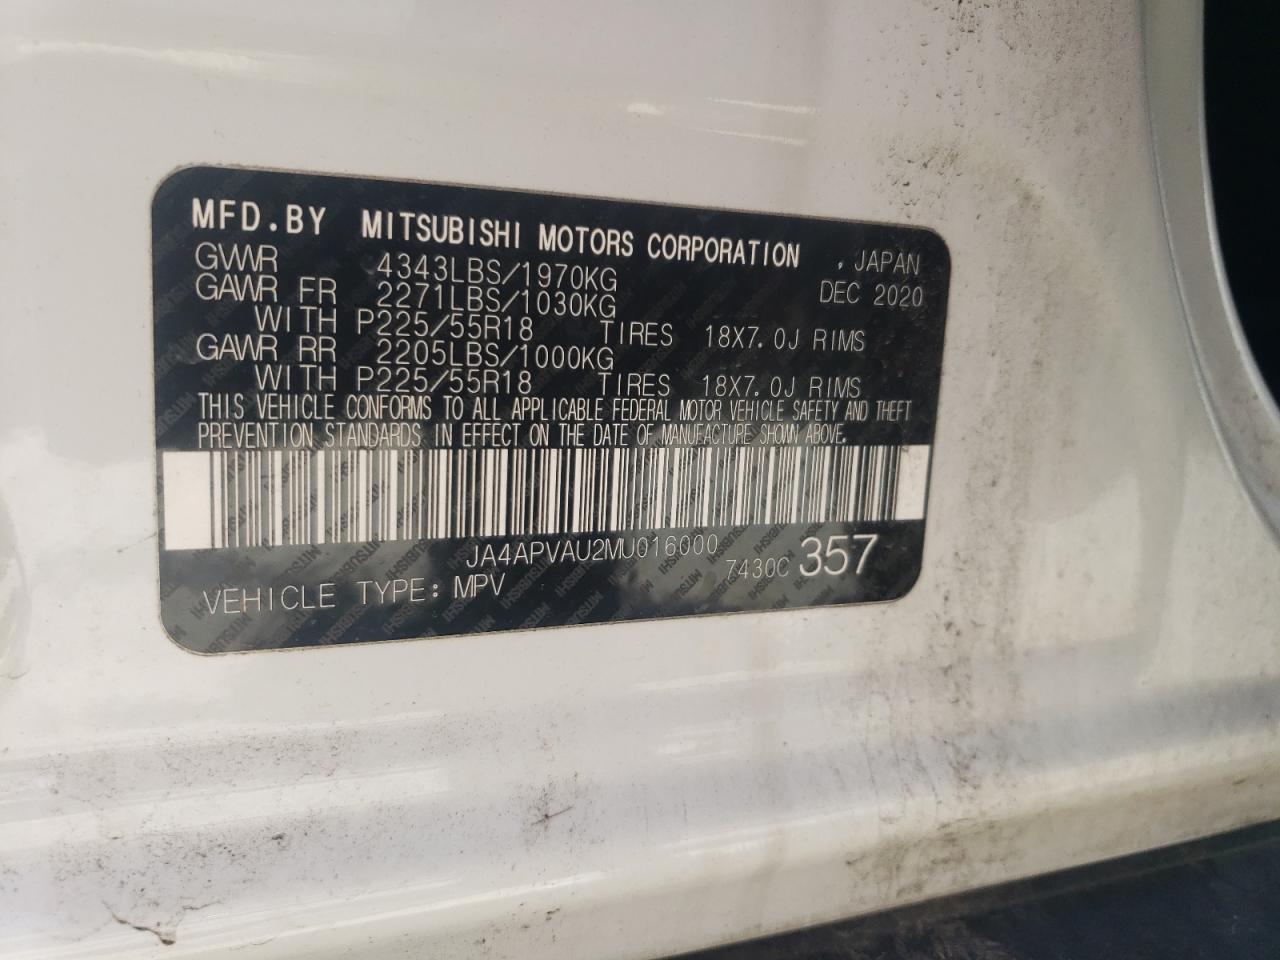 MFD.BY MITSUBISHI MOTORS CORPORATION , JAPAN
GVWR 4343LBS/1970KG DEC 2020
GAWR FR 2271LBS/1030KG
WITH P225/55R18 TIRES 18X7.0J RIMS
GAWR RR 2205LBS/1000KG
WITH P225/55R18 TIRES 18X7.0J RIMS
THIS VEHICLE CONFORMS TO ALL APPLICABLE FEDERAL MOTOR VEHICLE SAFETY AND THEFT
PREVENTION STANDARDS IN EFFECT ON THE DATE OF MANUFACTURE SHOWN ABOVE.
JA4APVAU2MU016000
7430C 357
VEHICLE TYPE: MPV